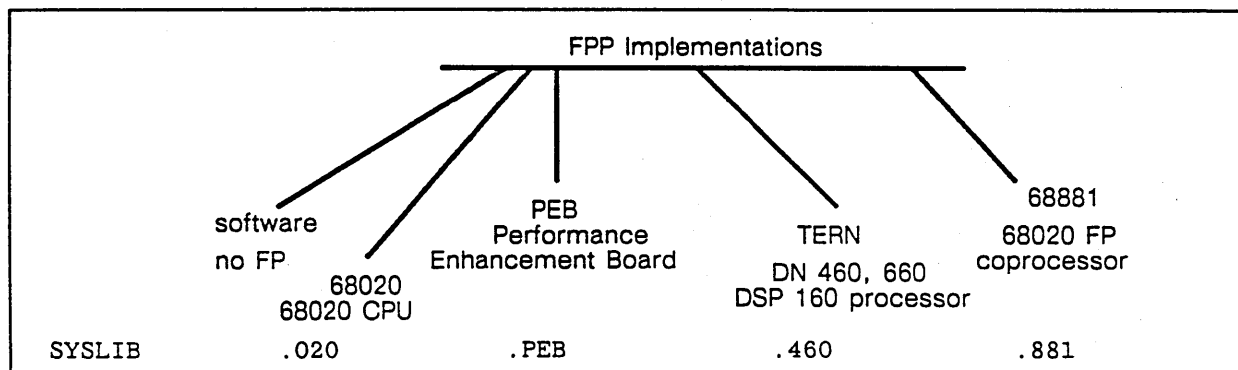 FPP Implementations
software
no FP
68020
68020 CPU
PEB
Performance
Enhancement Board
TERN
DN 460, 660
DSP 160 processor
68881
68020 FP
coprocessor
SYSLIB .020 .PEB .460 .881